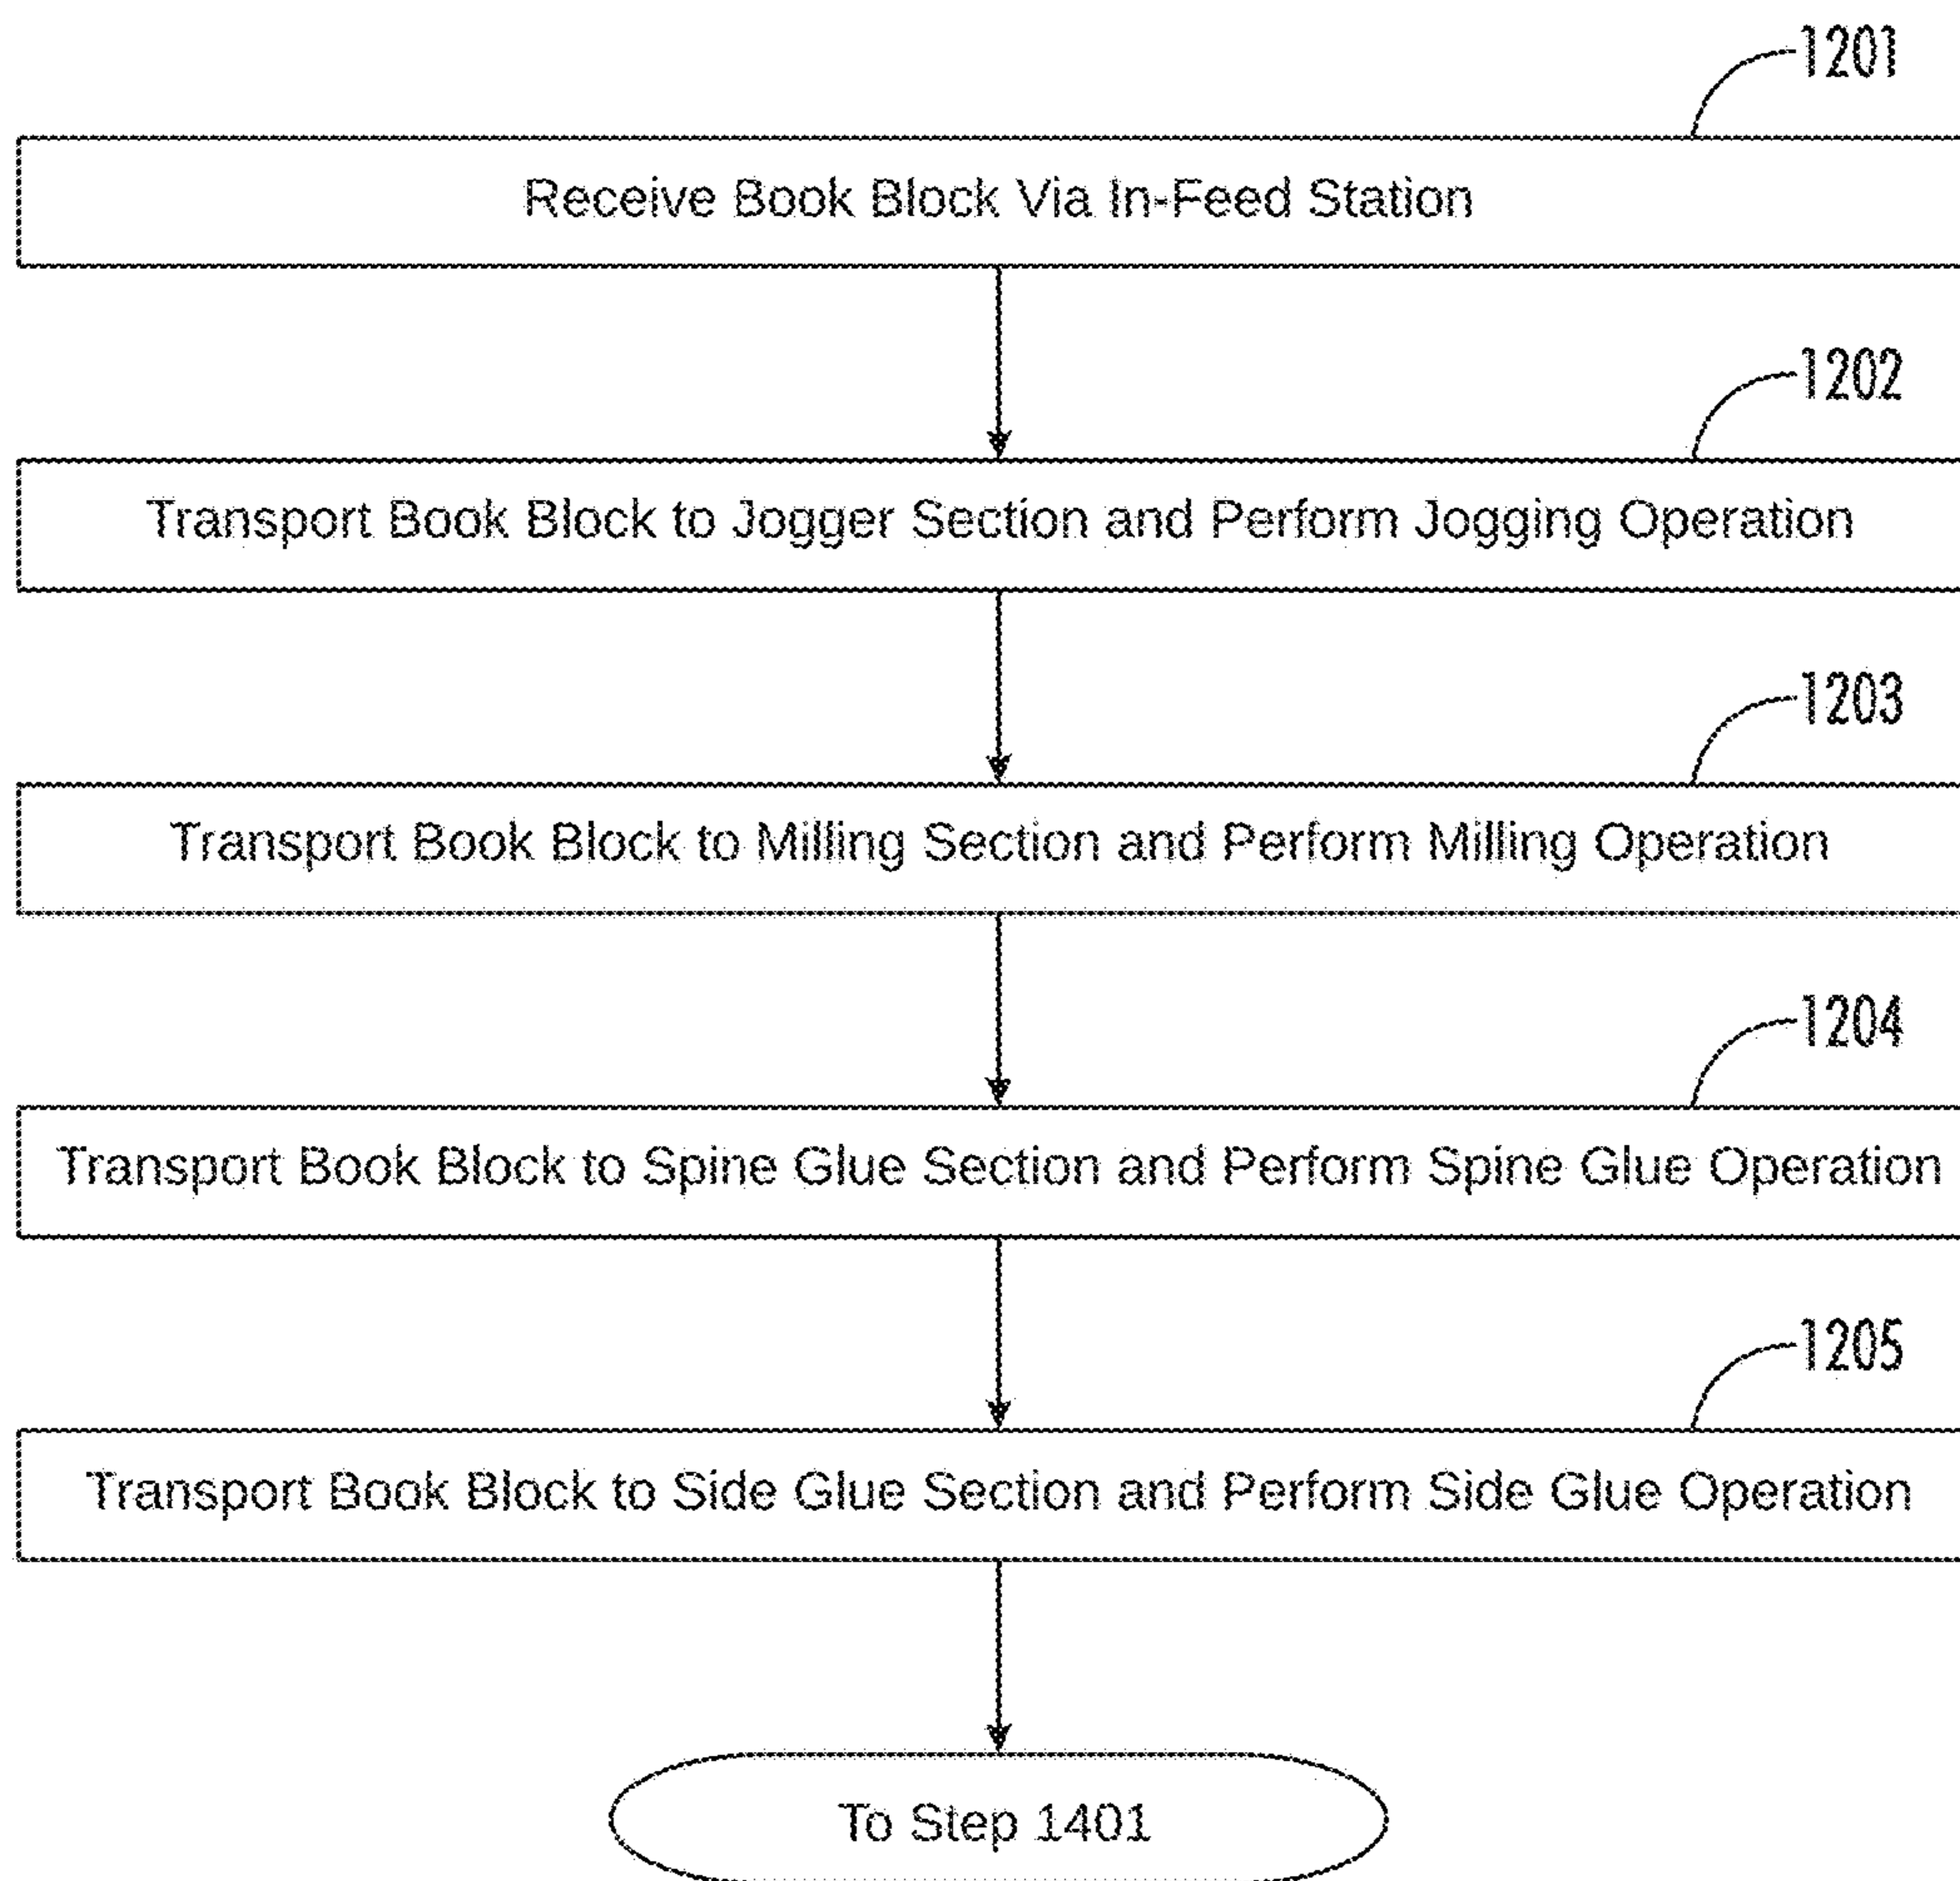 1201
Receive Book Block Via In-Feed Station
1202
Transport Book Block to Jogger Section and Perform Jogging Operation
1203
Transport Book Block to Milling Section and Perform Milling Operation
1204
Transport Book Block to Spine Glue Section and Perform Spine Glue Operation
1205
Transport Book Block to Side Glue Section and Perform Side Glue Operation
To Step 1401